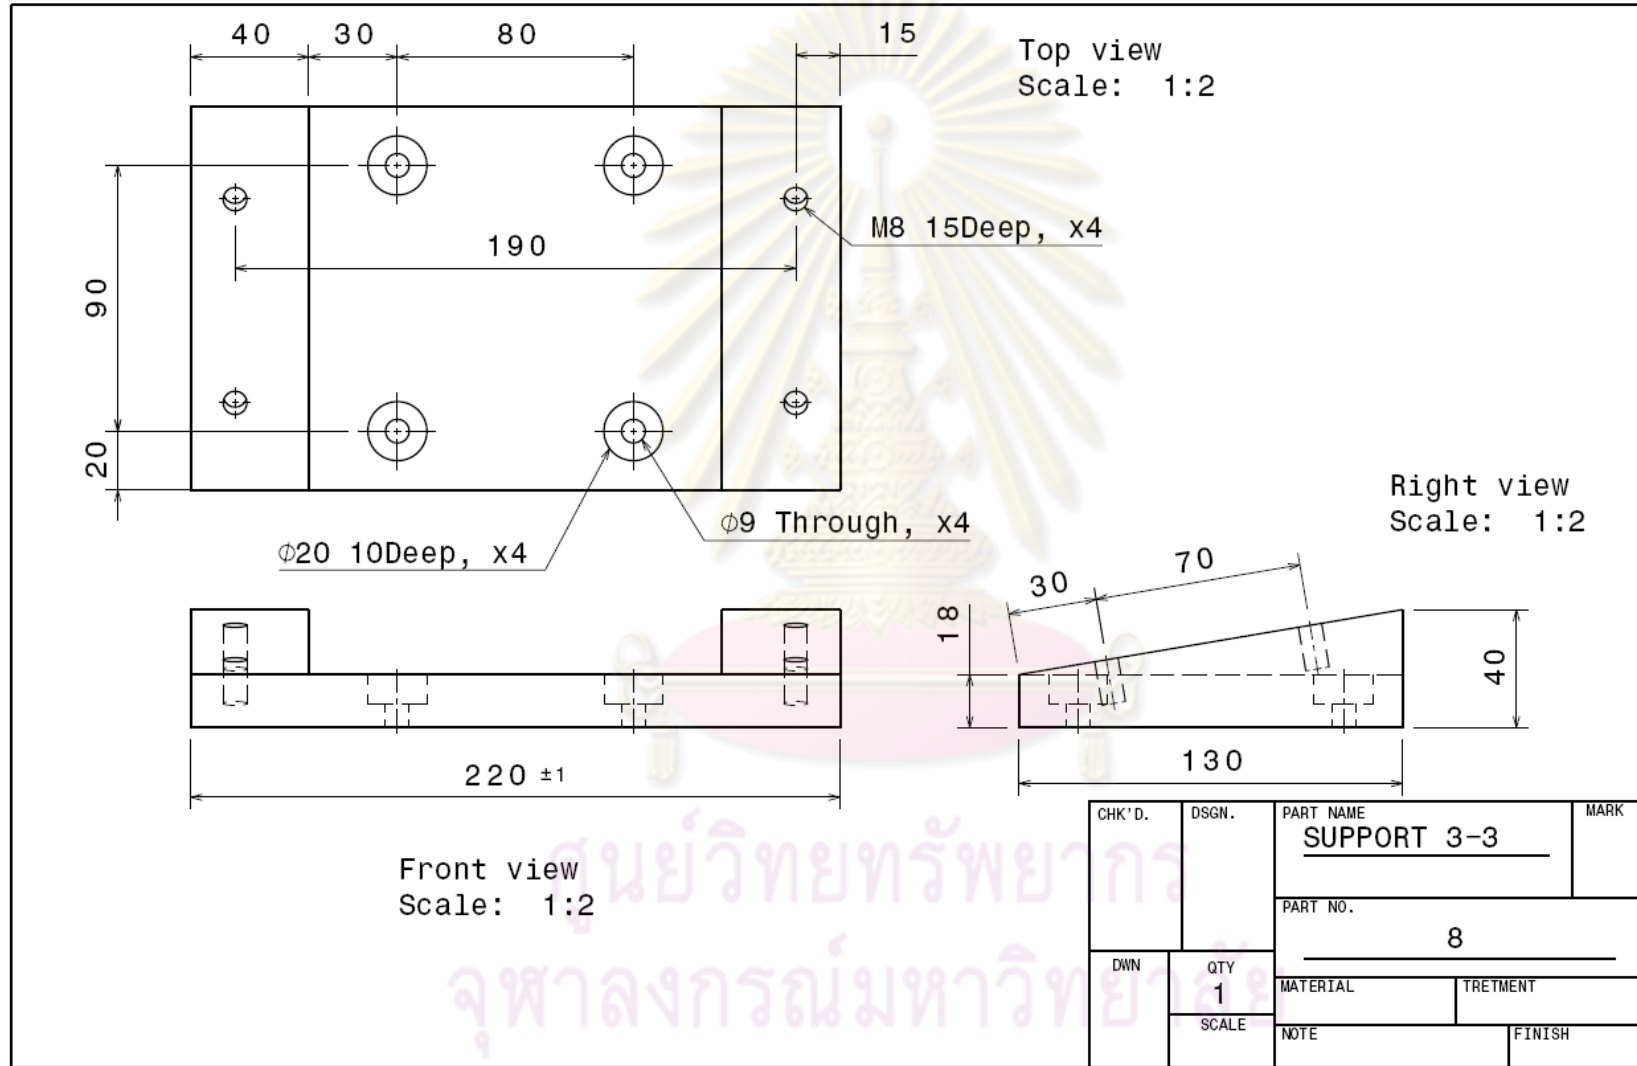 40 30 80 15
Top view
Scale: 1:2
M8 15Deep, x4
190
90
20
Ø9 Through, x4
Ø20 10Deep, x4
Right view
Scale: 1:2
30 70
18
40
130
220 ±1
Front view
Scale: 1:2
ศูนย์วิทยทรัพยากร
จุฬาลงกรณ์มหาวิทยาลัย
CHK'D. DSGN. PART NAME MARK
SUPPORT 3-3
PART NO.
8
DWN QTY
1
MATERIAL TRETMENT
SCALE
NOTE FINISH